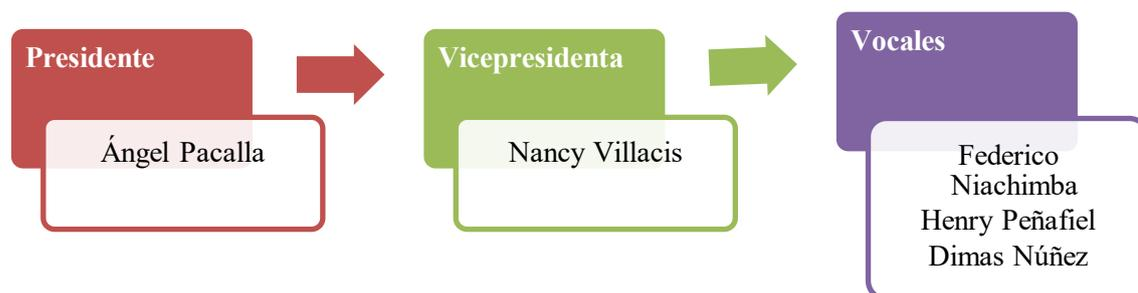 Presidente
Ángel Pacalla
Vicepresidenta
Nancy Villacis
Vocales
Federico
Niachimba
Henry Peñafiel
Dimas Núñez